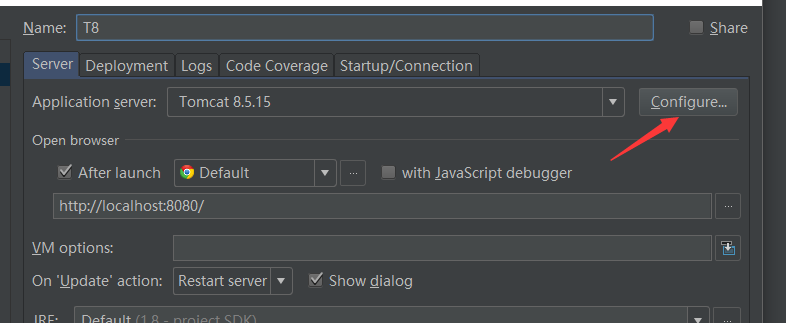 Name: T8 Share
Server Deployment Logs Code Coverage Startup/Connection
Application server: Tomcat 8.5.15 Configure...
Open browser
After launch Default ... with JavaScript debugger
http://localhost:8080/ ...
VM options:
On 'Update' action: Restart server Show dialog
JRE: Default (1.8 - project SDK) ...